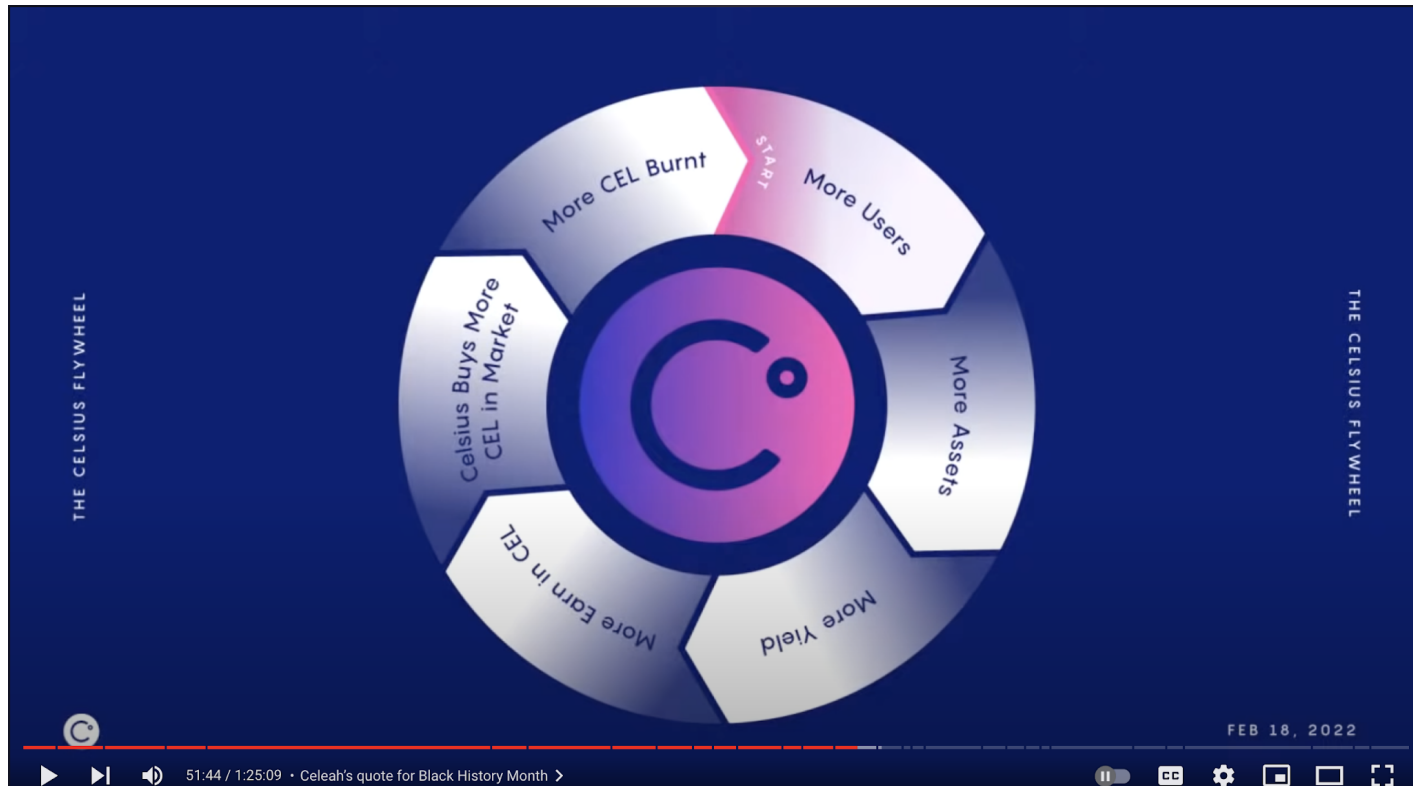 THE CELSIUS FLYWHEEL
START
More Users
More Assets
More Yield
More Earn in CEL
Celsius Buys More
CEL in Market
More CEL Burnt
THE CELSIUS FLYWHEEL
FEB 18, 2022
51:44 / 1:25:09 • Celeah's quote for Black History Month
CC